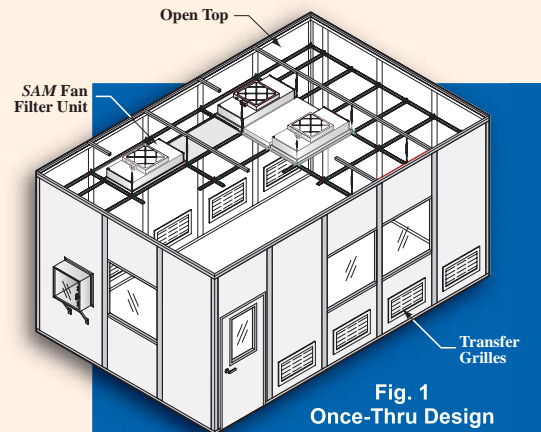 Open Top
SAM Fan
Filter Unit
Transfer
Grilles
Fig. 1
Once-Thru Design